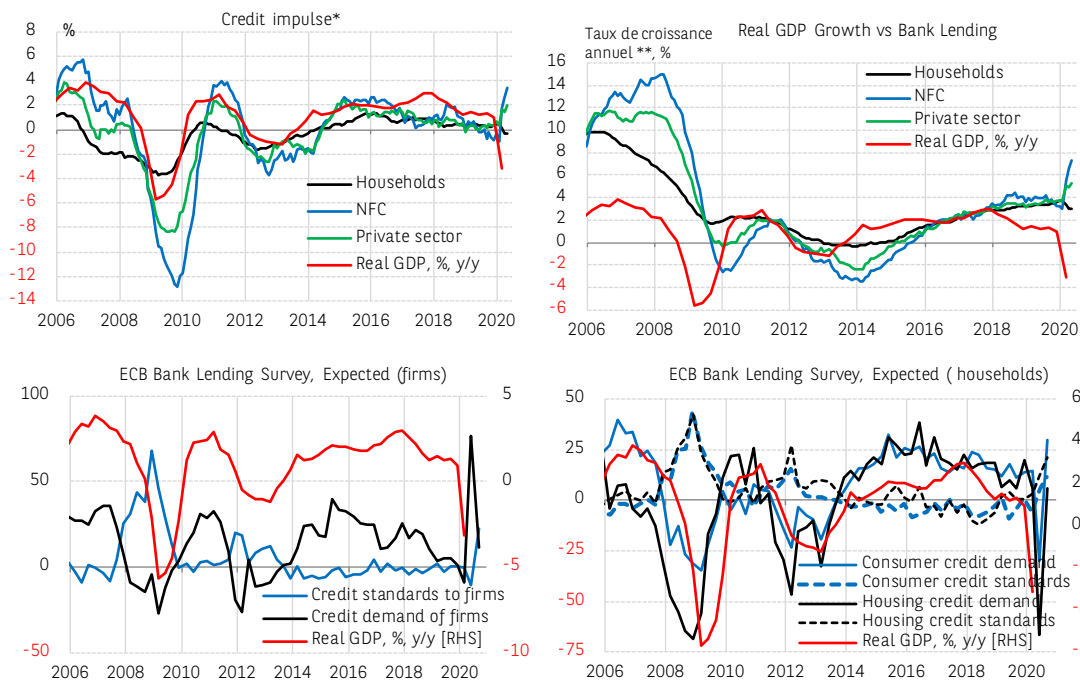 Credit impulse*
%
8
6
4
2
0
-2
-4
-6
-8
-10
-12
-14
Households
NFC
Private sector
Real GDP, %, y/y
2006 2008 2010 2012 2014 2016 2018 2020
Taux de croissance
annuel **, %
Real GDP Growth vs Bank Lending
16
14
12
10
8
6
4
2
0
-2
4
-6
Households
NFC
Private sector
Real GDP, %, y/y
2006 2008 2010 2012 2014 2016 2018 2020
ECB Bank Lending Survey, Expected (firms)
100
50
0
-50
5
0
-5
-10
Credit standards to firms
Credit demand of firms
Real GDP, %, y/y [RHS]
2006 2008 2010 2012 2014 2016 2018 2020
ECB Bank Lending Survey, Expected ( households)
50
25
0
-25
-50
-75
6
4
2
0
-
-
-
Consumer credit demand
Consumer credit standards
Housing credit demand
Housing credit standards
Real GDP, %, y/y [RHS]
2006 2008 2010 2012 2014 2016 2018 2020